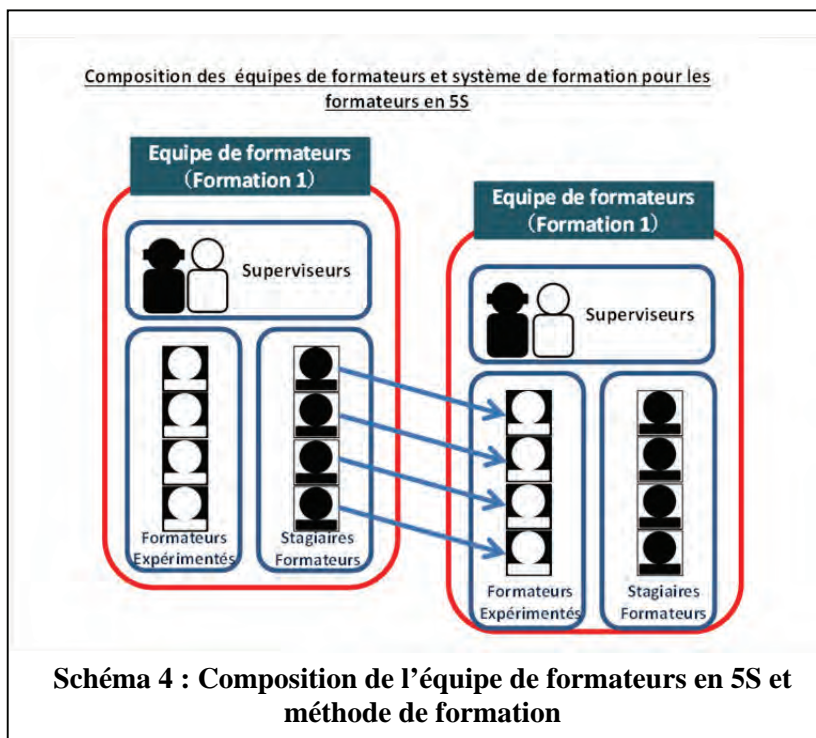 Composition des équipes de formateurs et système de formation pour les
formateurs en 5S
Equipe de formateurs
(Formation 1)
Superviseurs
Formateurs
Expérimentés
Stagiaires
Formateurs
Equipe de formateurs
(Formation 1)
Superviseurs
Formateurs
Expérimentés
Stagiaires
Formateurs
Schéma 4 : Composition de l’équipe de formateurs en 5S et
méthode de formation